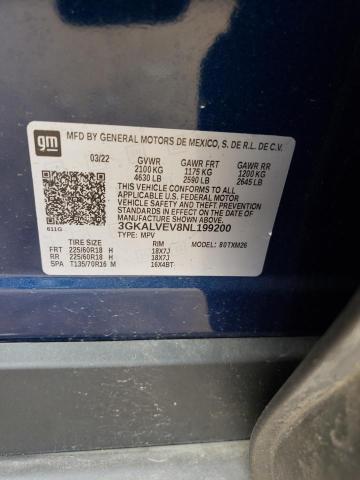 gm
MFD BY GENERAL MOTORS DE MEXICO, S. DE R.L. DE C.V.
03/22 GVWR GAWR FRT GAWR RR
2100 KG 1175 KG 1200 KG
4630 LB 2590 LB 2645 LB
THIS VEHICLE CONFORMS TO ALL APPLICABLE
U.S. FEDERAL MOTOR VEHICLE SAFETY
STANDARDS IN EFFECT ON THE DATE OF
MANUFACTURE SHOWN ABOVE.
3GKALVEV8NL199200
611G TYPE: MPV MODEL: 80TXM26
TIRE SIZE RIM
FRT 225/60R18 H 18X7J
RR 225/60R18 H 18X7J
SPA T135/70R16 M 16X4BT